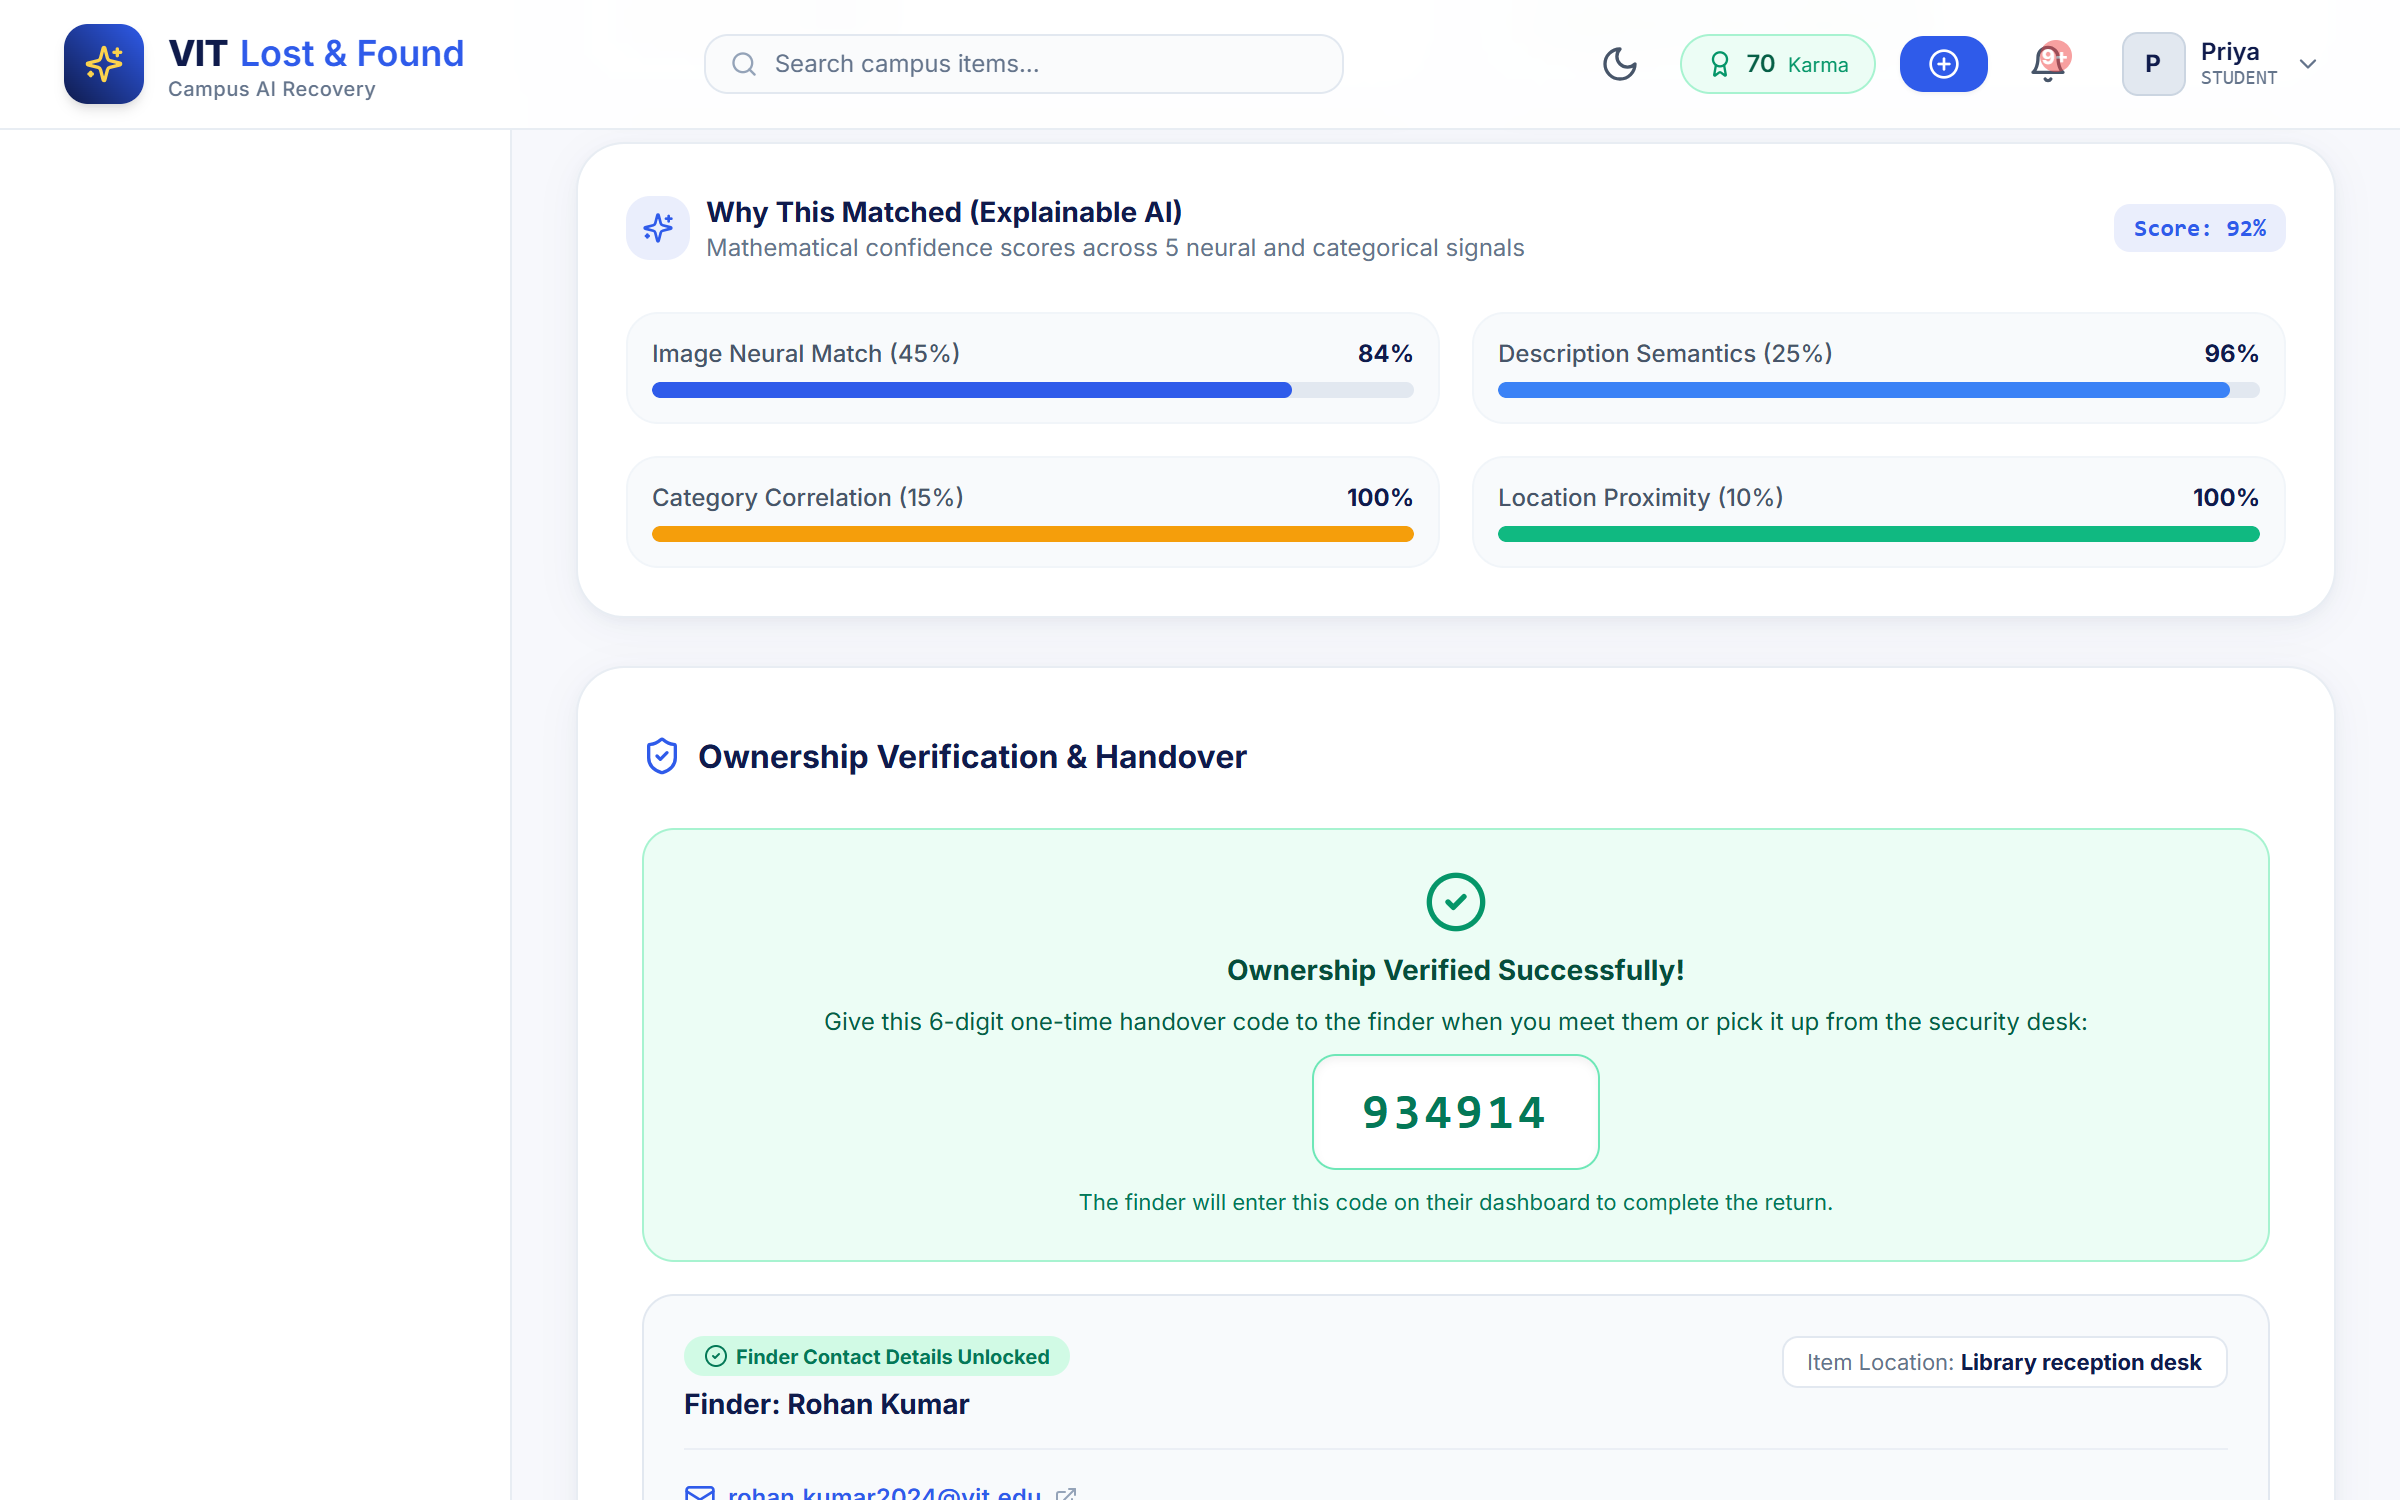 VIT Lost & Found
Campus AI Recovery
Search campus items...
70 Karma
9+
P
Priya
STUDENT
Why This Matched (Explainable AI)
Mathematical confidence scores across 5 neural and categorical signals
Score: 92%
Image Neural Match (45%) 84%
Description Semantics (25%) 96%
Category Correlation (15%) 100%
Location Proximity (10%) 100%
Ownership Verification & Handover
Ownership Verified Successfully!
Give this 6-digit one-time handover code to the finder when you meet them or pick it up from the security desk:
934914
The finder will enter this code on their dashboard to complete the return.
Finder Contact Details Unlocked
Item Location: Library reception desk
Finder: Rohan Kumar
rohan.kumar2024@vit.edu